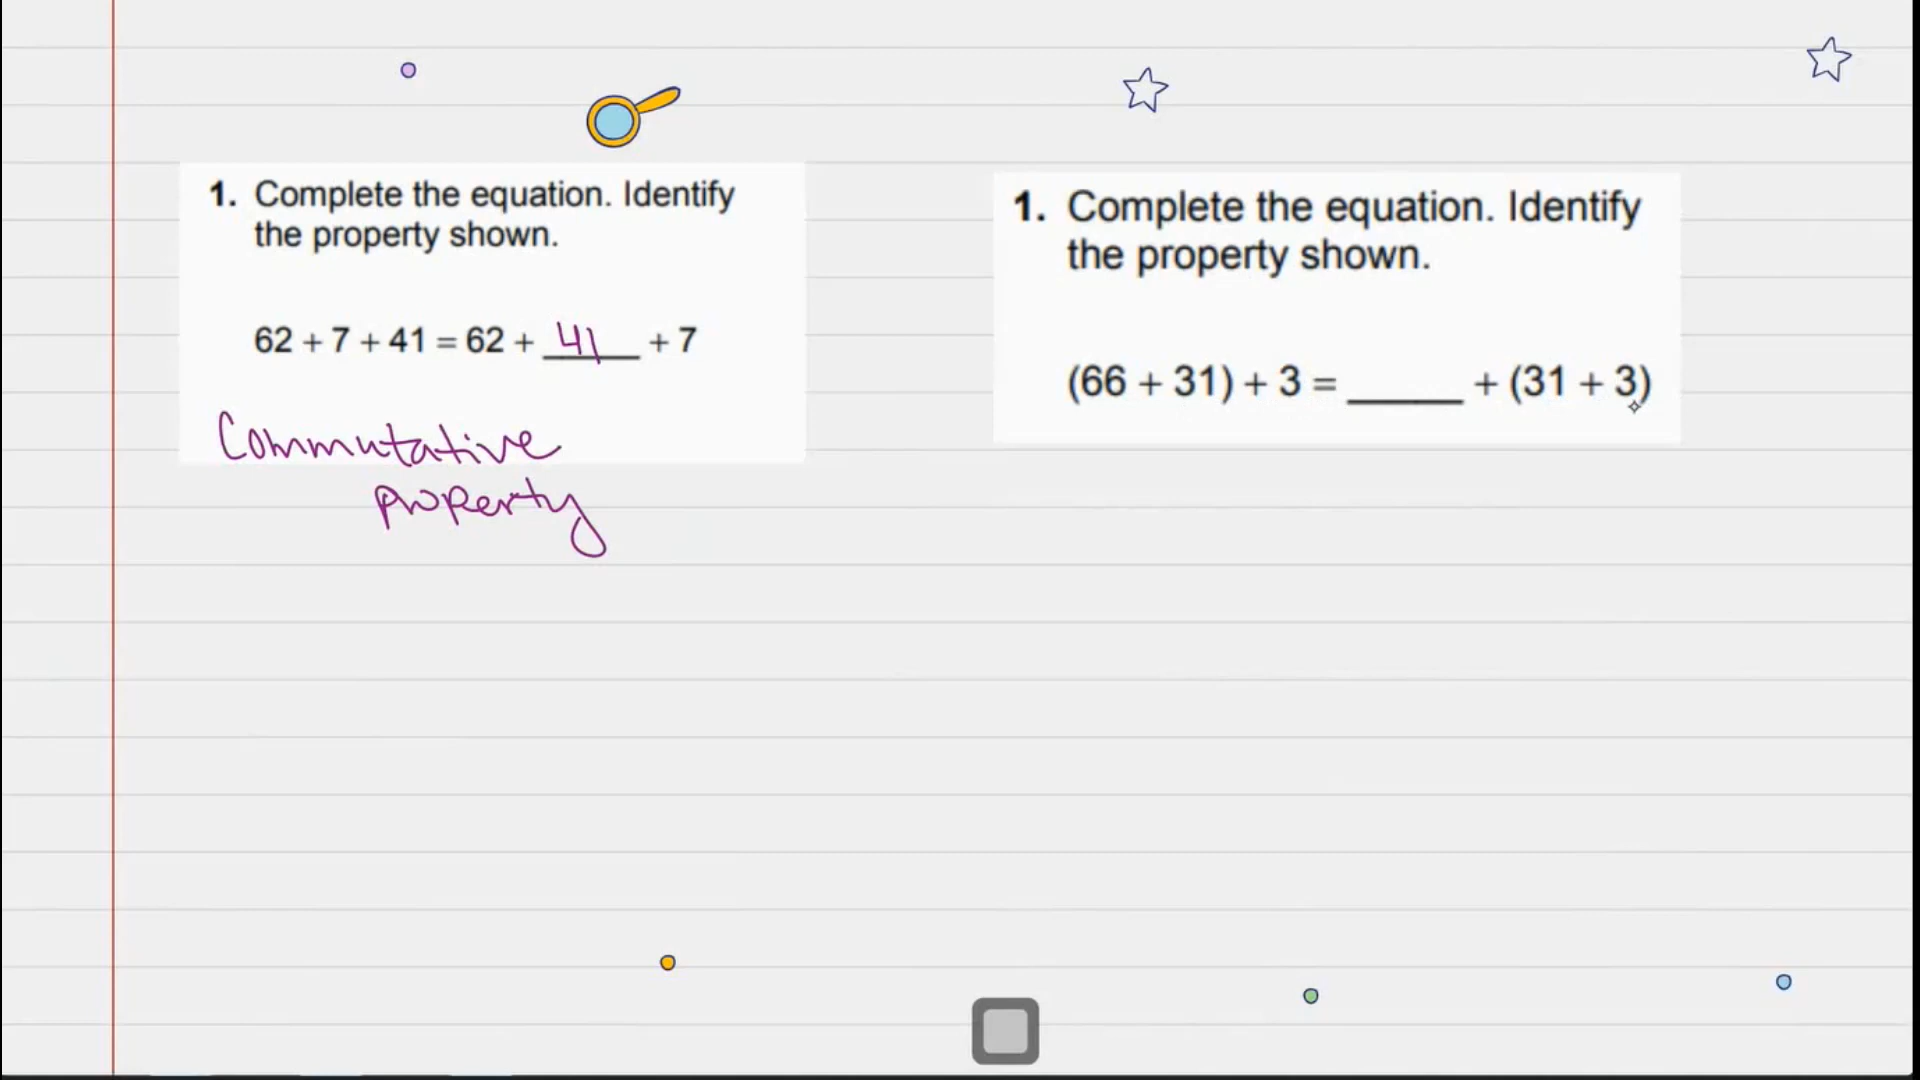 1. Complete the equation. Identify
the property shown.
62 + 7 + 41 = 62 + 41 + 7
Commutative
property
1. Complete the equation. Identify
the property shown.
(66 + 31) + 3 = _____ + (31 + 3)